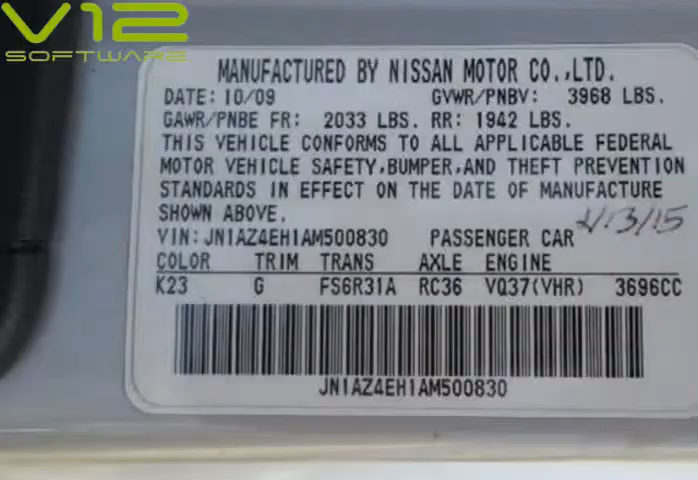 V12
SOFTWARE
MANUFACTURED BY NISSAN MOTOR CO.,LTD.
DATE: 10/09 GVWR/PNBV: 3968 LBS.
GAWR/PNBE FR: 2033 LBS. RR: 1942 LBS.
THIS VEHICLE CONFORMS TO ALL APPLICABLE FEDERAL
MOTOR VEHICLE SAFETY,BUMPER,AND THEFT PREVENTION
STANDARDS IN EFFECT ON THE DATE OF MANUFACTURE
SHOWN ABOVE.
VIN:JN1AZ4EH1AM500830 PASSENGER CAR
COLOR TRIM TRANS AXLE ENGINE
K23 G FS6R31A RC36 VQ37(VHR) 3696CC
JN1AZ4EH1AM500830